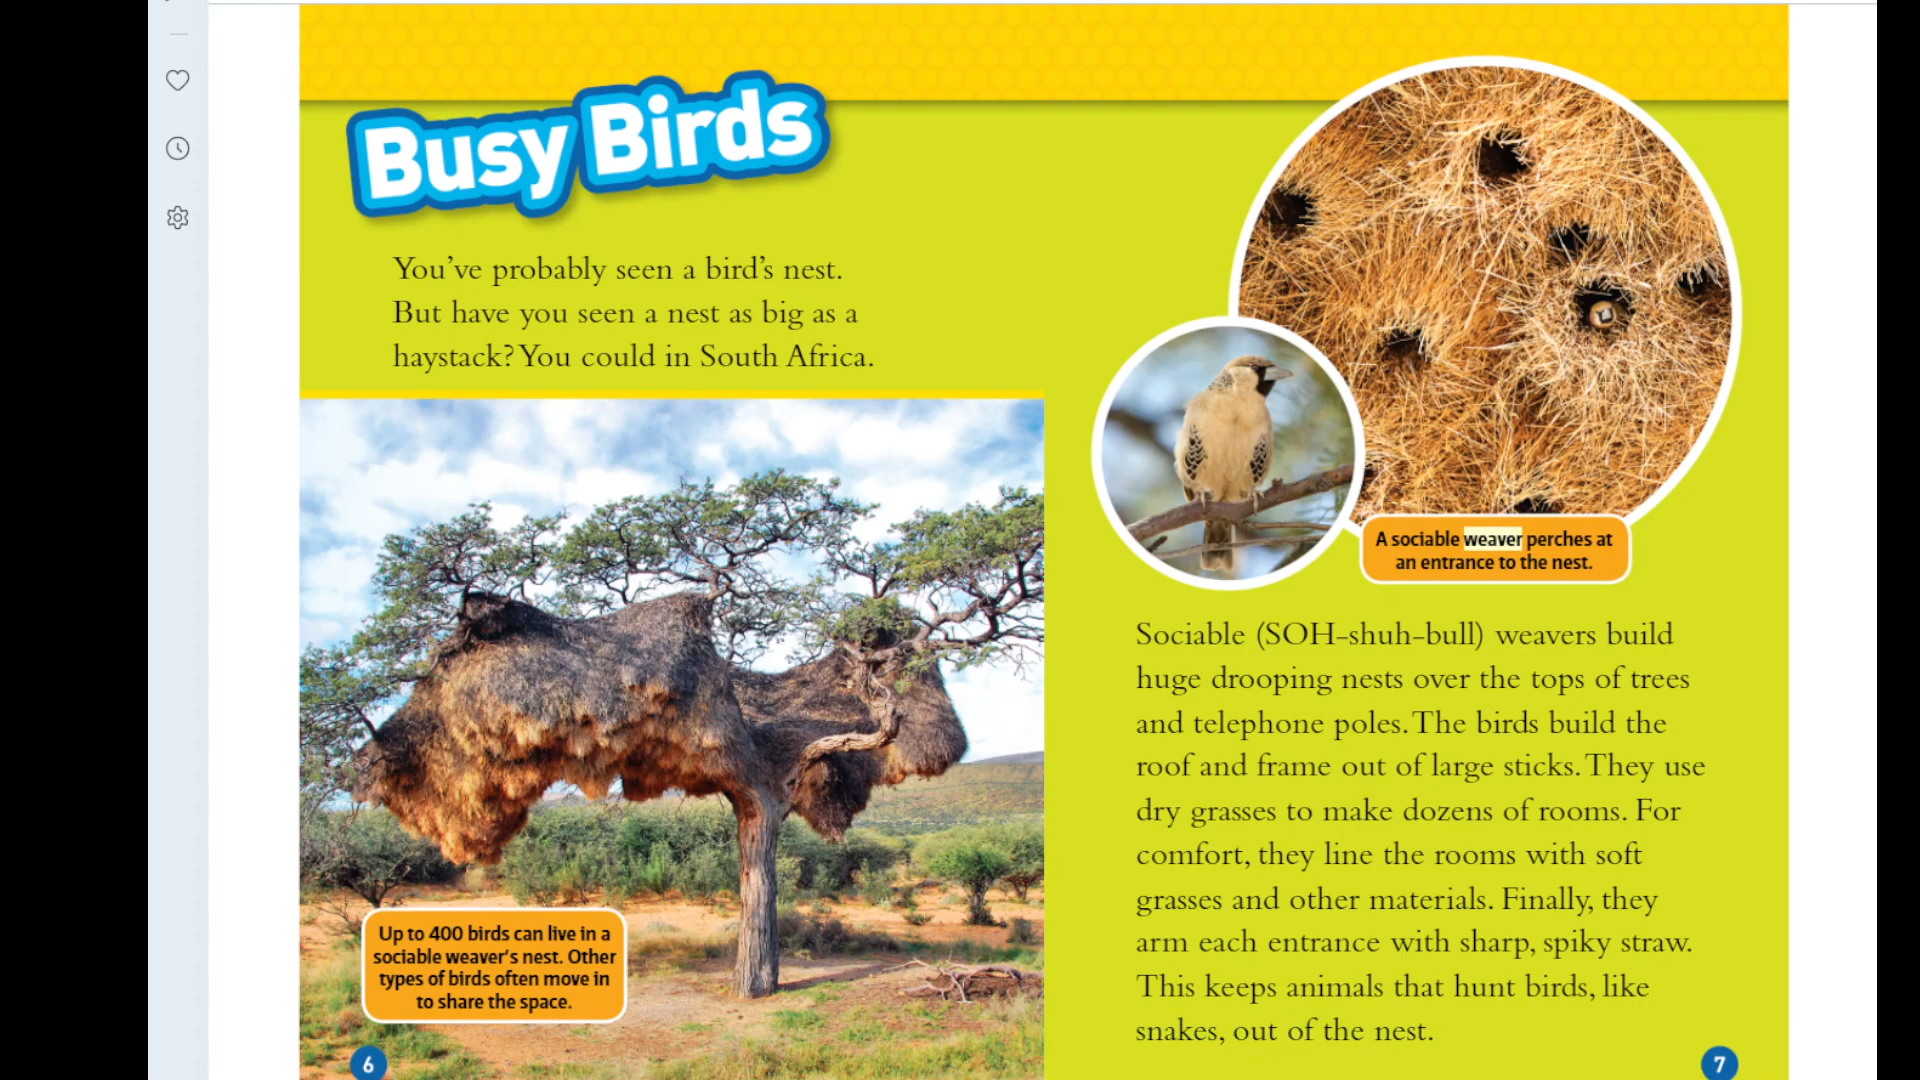 Busy Birds
You’ve probably seen a bird’s nest.
But have you seen a nest as big as a
haystack? You could in South Africa.
Up to 400 birds can live in a
sociable weaver’s nest. Other
types of birds often move in
to share the space.
6
A sociable weaver perches at
an entrance to the nest.
Sociable (SOH-shuh-bull) weavers build
huge drooping nests over the tops of trees
and telephone poles. The birds build the
roof and frame out of large sticks. They use
dry grasses to make dozens of rooms. For
comfort, they line the rooms with soft
grasses and other materials. Finally, they
arm each entrance with sharp, spiky straw.
This keeps animals that hunt birds, like
snakes, out of the nest.
7